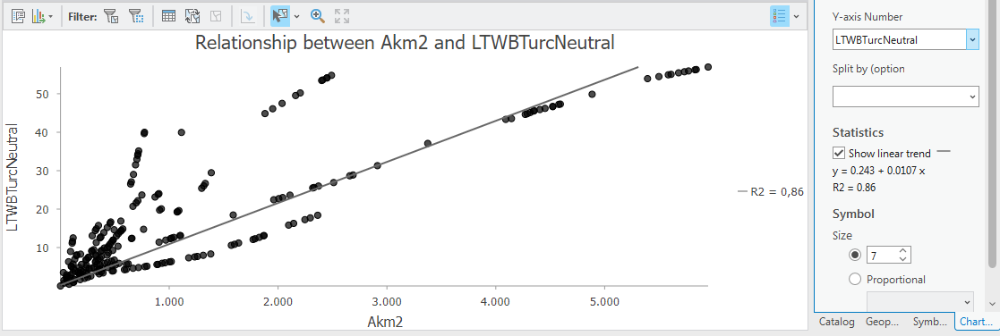 Filter:
Relationship between Akm2 and LTWBTurcNeutral
LTWBTurcNeutral
50
40
30
20
10
1.000
2.000
3.000
4.000
5.000
Akm2
R2 = 0,86
Y-axis Number
LTWBTurcNeutral
Split by (option
Statistics
Show linear trend
y = 0.243 + 0.0107 x
R2 = 0.86
Symbol
Size
7
Proportional
Catalog Geop... Symb... Chart...